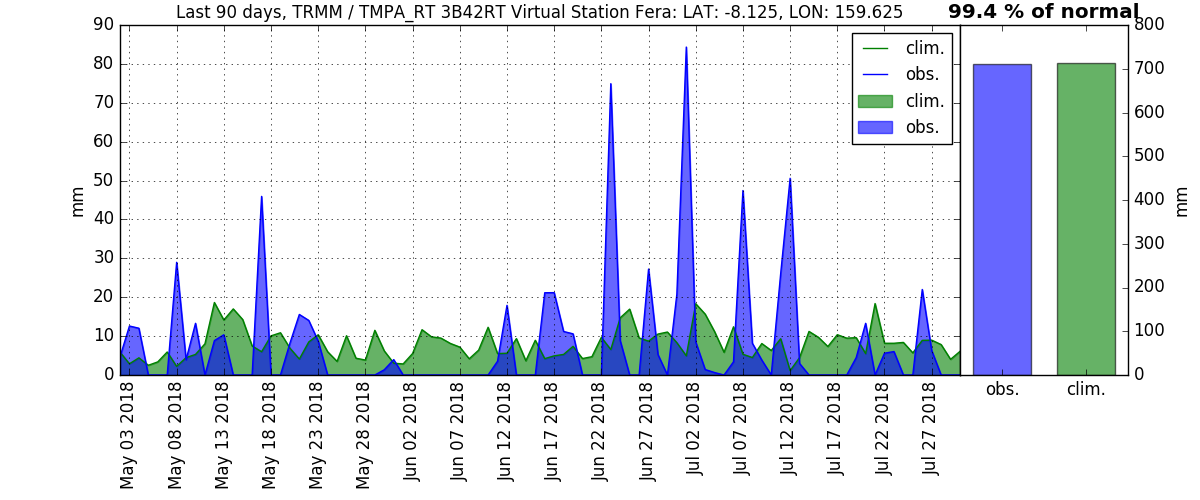 Last 90 days, TRMM / TMPA_RT 3B42RT Virtual Station Fera: LAT: -8.125, LON: 159.625
99.4 % of normal
90
80
70
60
50
40
30
20
10
0
mm
clim.
obs.
clim.
obs.
May 03 2018
May 08 2018
May 13 2018
May 18 2018
May 23 2018
May 28 2018
Jun 02 2018
Jun 07 2018
Jun 12 2018
Jun 17 2018
Jun 22 2018
Jun 27 2018
Jul 02 2018
Jul 07 2018
Jul 12 2018
Jul 17 2018
Jul 22 2018
Jul 27 2018
800
700
600
500
400
300
200
100
0
mm
obs.
clim.